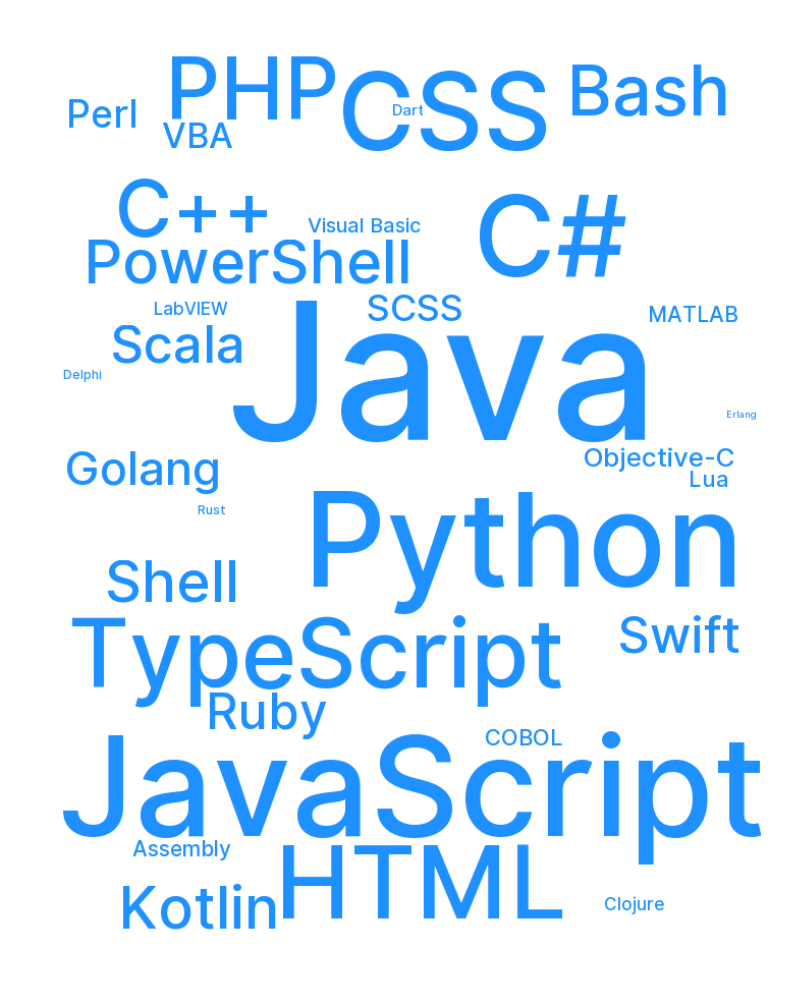 PHP
CSS
Bash
Perl
Dart
VBA
C++
C#
Visual Basic
PowerShell
LabVIEW
SCSS
MATLAB
Scala
Java
Delphi
Erlang
Golang
Objective-C
Lua
Rust
Python
Shell
TypeScript
Swift
Ruby
COBOL
JavaScript
Assembly
HTML
Kotlin
Clojure